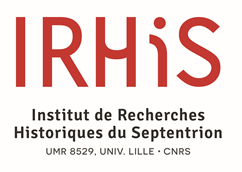 IRHiS
Institut de Recherches
Historiques du Septentrion
UMR 8529, UNIV. LILLE • CNRS